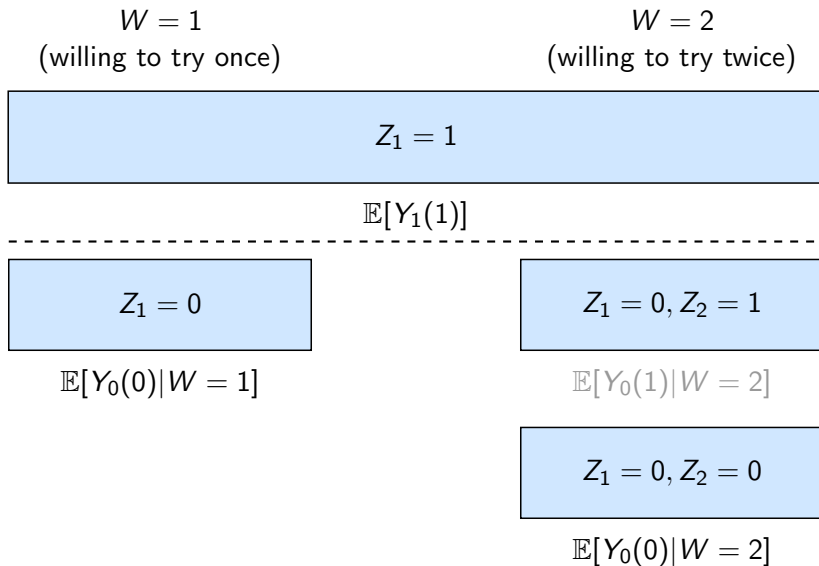 W = 1 W = 2
(willing to try once) (willing to try twice)
Z₁ = 1
𝔼[Y₁(1)]
Z₁ = 0 Z₁ = 0, Z₂ = 1
𝔼[Y₀(0)|W = 1] 𝔼[Y₀(1)|W = 2]
Z₁ = 0, Z₂ = 0
𝔼[Y₀(0)|W = 2]